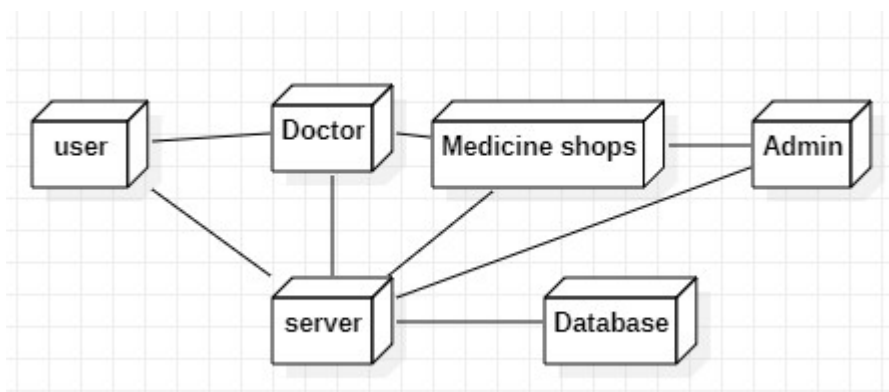 user
Doctor
Medicine shops
Admin
server
Database